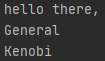 hello there,
General
Kenobi